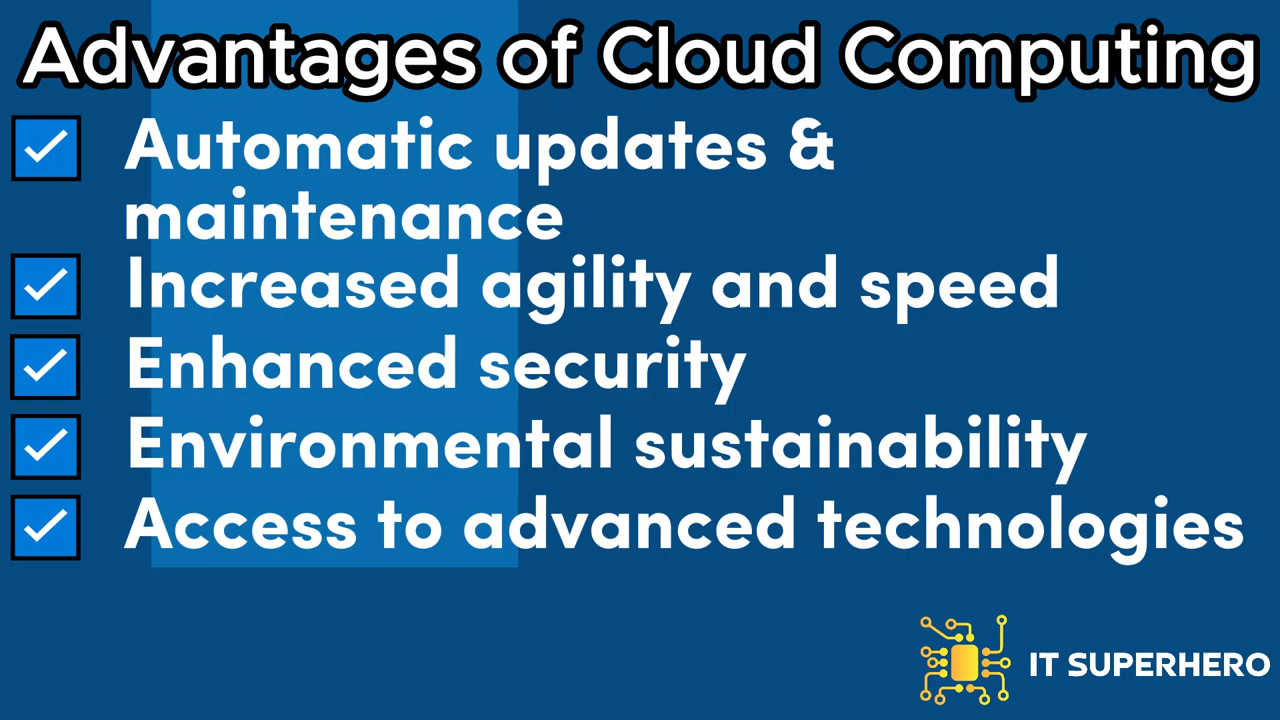 Advantages of Cloud Computing
Automatic updates &
maintenance
Increased agility and speed
Enhanced security
Environmental sustainability
Access to advanced technologies
IT SUPERHERO